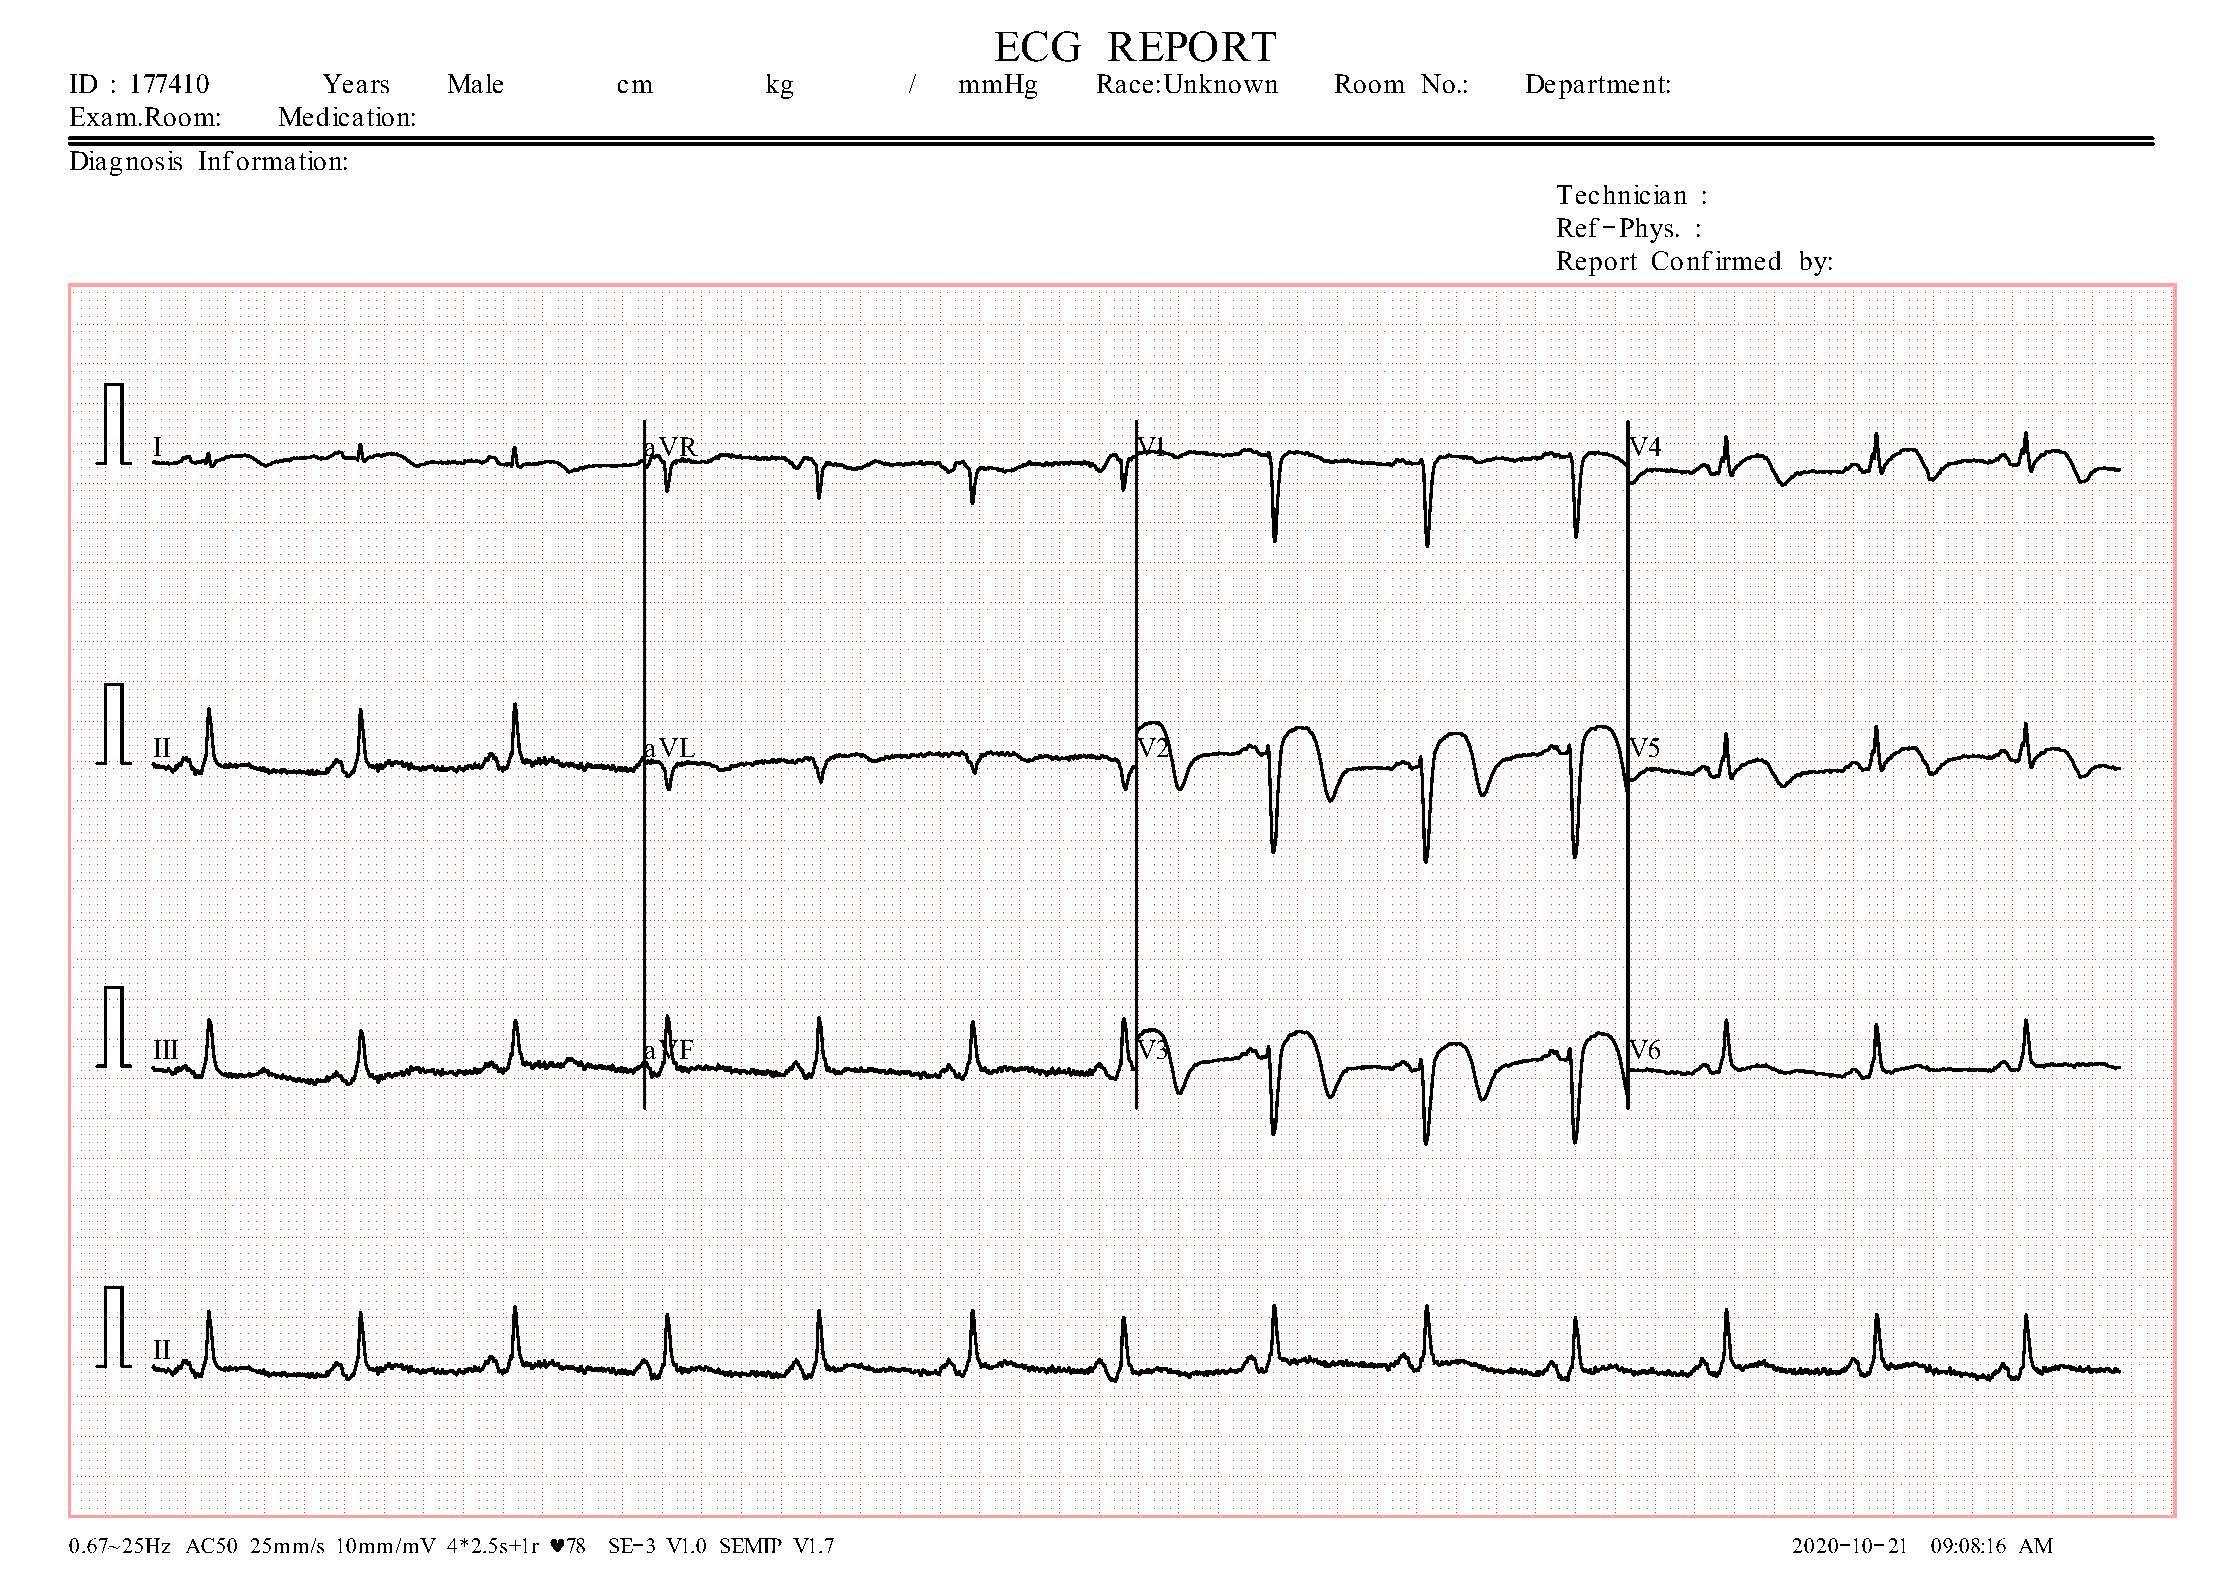 ECG REPORT
ID : 177410 Years Male cm kg / mmHg Race:Unknown Room No.: Department:
Exam.Room: Medication:
Diagnosis Information:
Technician :
Ref-Phys. :
Report Confirmed by:
I aVR V1 V4
II aVL V2 V5
III aVF V3 V6
II
0.67~25Hz AC50 25mm/s 10mm/mV 4*2.5s+1r ♥78 SE-3 V1.0 SEMIP V1.7 2020-10-21 09:08:16 AM